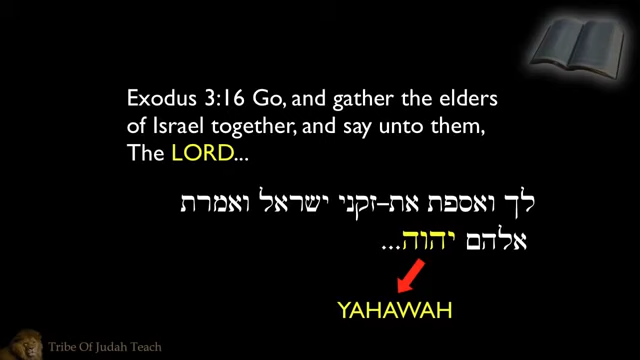 Exodus 3:16 Go, and gather the elders
of Israel together, and say unto them,
The LORD...
לך ואספת את–זקני ישראל ואמרת
אלהם יהוה...
YAHAWAH
Tribe Of Judah Teach